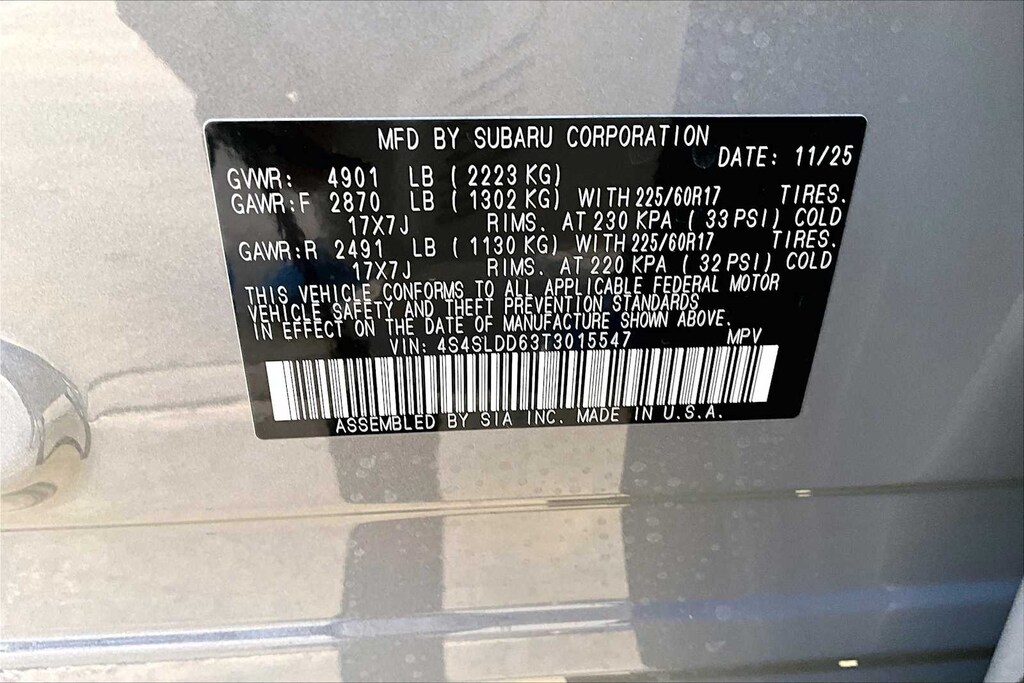 MFD BY SUBARU CORPORATION
DATE: 11/25
GVWR: 4901 LB ( 2223 KG)
GAWR:F 2870 LB ( 1302 KG) WITH 225/60R17 TIRES.
17X7J RIMS. AT 230 KPA ( 33 PSI) COLD
GAWR:R 2491 LB ( 1130 KG) WITH 225/60R17 TIRES.
17X7J RIMS. AT 220 KPA ( 32 PSI) COLD
THIS VEHICLE CONFORMS TO ALL APPLICABLE FEDERAL MOTOR
VEHICLE SAFETY AND THEFT PREVENTION STANDARDS
IN EFFECT ON THE DATE OF MANUFACTURE SHOWN ABOVE.
VIN: 4S4SLDD63T3015547 MPV
ASSEMBLED BY SIA INC. MADE IN U.S.A.